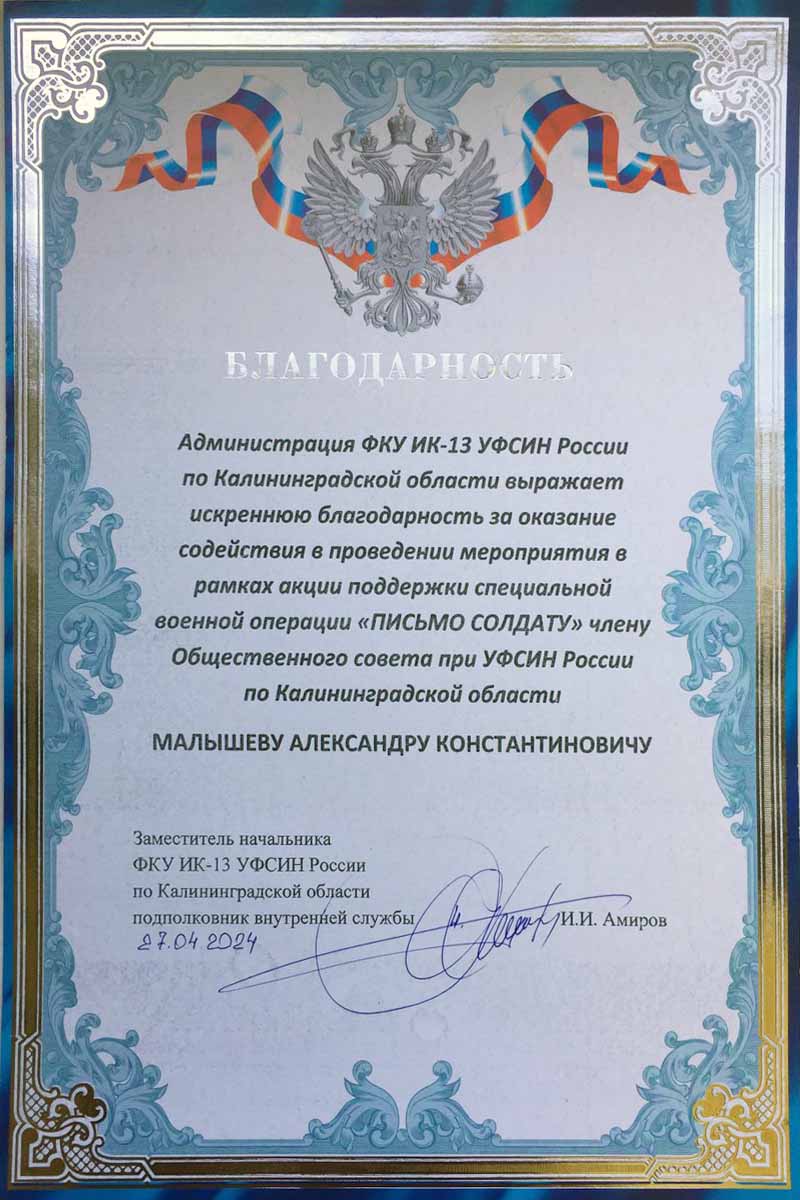 БЛАГОДАРНОСТЬ
Администрация ФКУ ИК-13 УФСИН России
по Калининградской области выражает
искреннюю благодарность за оказание
содействия в проведении мероприятия в
рамках акции поддержки специальной
военной операции «ПИСЬМО СОЛДАТУ» члену
Общественного совета при УФСИН России
по Калининградской области
МАЛЫШЕВУ АЛЕКСАНДРУ КОНСТАНТИНОВИЧУ
Заместитель начальника
ФКУ ИК-13 УФСИН России
по Калининградской области
подполковник внутренней службы И.И. Амиров
27.04.2024